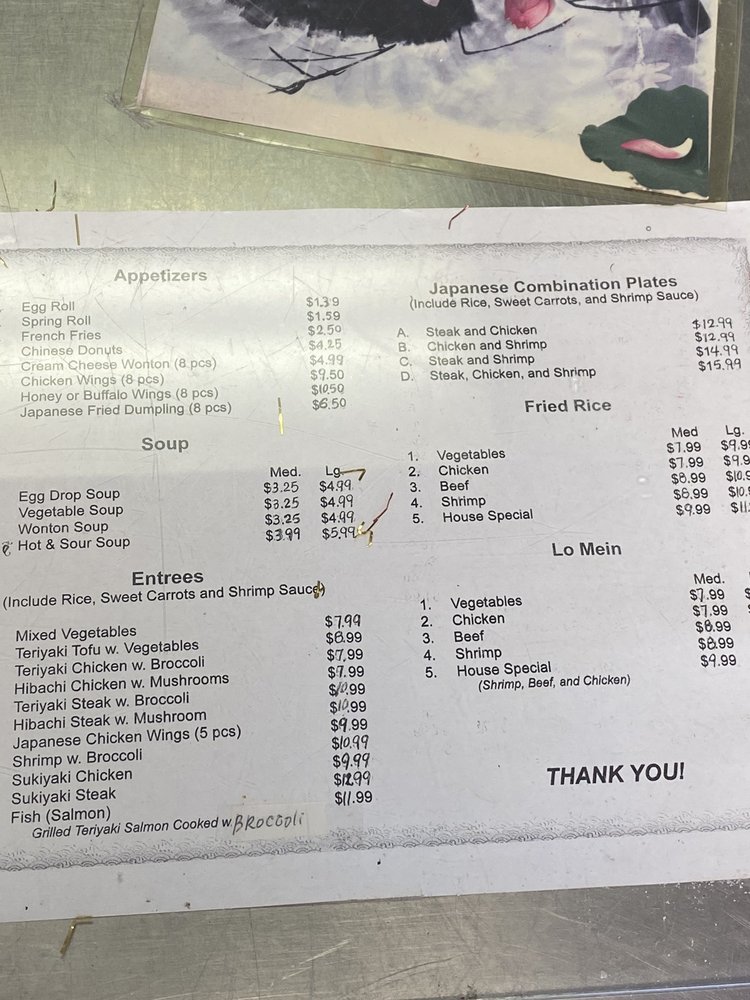 Appetizers
Egg Roll $1.39
Spring Roll $1.59
French Fries $2.50
Chinese Donuts $4.25
Cream Cheese Wonton (8 pcs) $4.99
Chicken Wings (8 pcs) $9.50
Honey or Buffalo Wings (8 pcs) $10.50
Japanese Fried Dumpling (8 pcs) $6.50
Soup
Med. Lg.
Egg Drop Soup $3.25 $4.99
Vegetable Soup $3.25 $4.99
Wonton Soup $3.25 $4.99
Hot & Sour Soup $3.99 $5.99
Entrees
(Include Rice, Sweet Carrots and Shrimp Sauce)
Mixed Vegetables $7.99
Teriyaki Tofu w. Vegetables $8.99
Teriyaki Chicken w. Broccoli $7.99
Hibachi Chicken w. Mushrooms $7.99
Teriyaki Steak w. Broccoli $10.99
Hibachi Steak w. Mushroom $10.99
Japanese Chicken Wings (5 pcs) $9.99
Shrimp w. Broccoli $10.99
Sukiyaki Chicken $9.99
Sukiyaki Steak $12.99
Fish (Salmon) $11.99
Grilled Teriyaki Salmon Cooked w. BROCCOLi
Japanese Combination Plates
(Include Rice, Sweet Carrots, and Shrimp Sauce)
A. Steak and Chicken $12.99
B. Chicken and Shrimp $12.99
C. Steak and Shrimp $14.99
D. Steak, Chicken, and Shrimp $15.99
Fried Rice
Med Lg.
1. Vegetables $7.99
2. Chicken $7.99
3. Beef $8.99
4. Shrimp $8.99
5. House Special $9.99
Lo Mein
Med.
1. Vegetables $7.99
2. Chicken $7.99
3. Beef $8.99
4. Shrimp $8.99
5. House Special $9.99
(Shrimp, Beef, and Chicken)
THANK YOU!